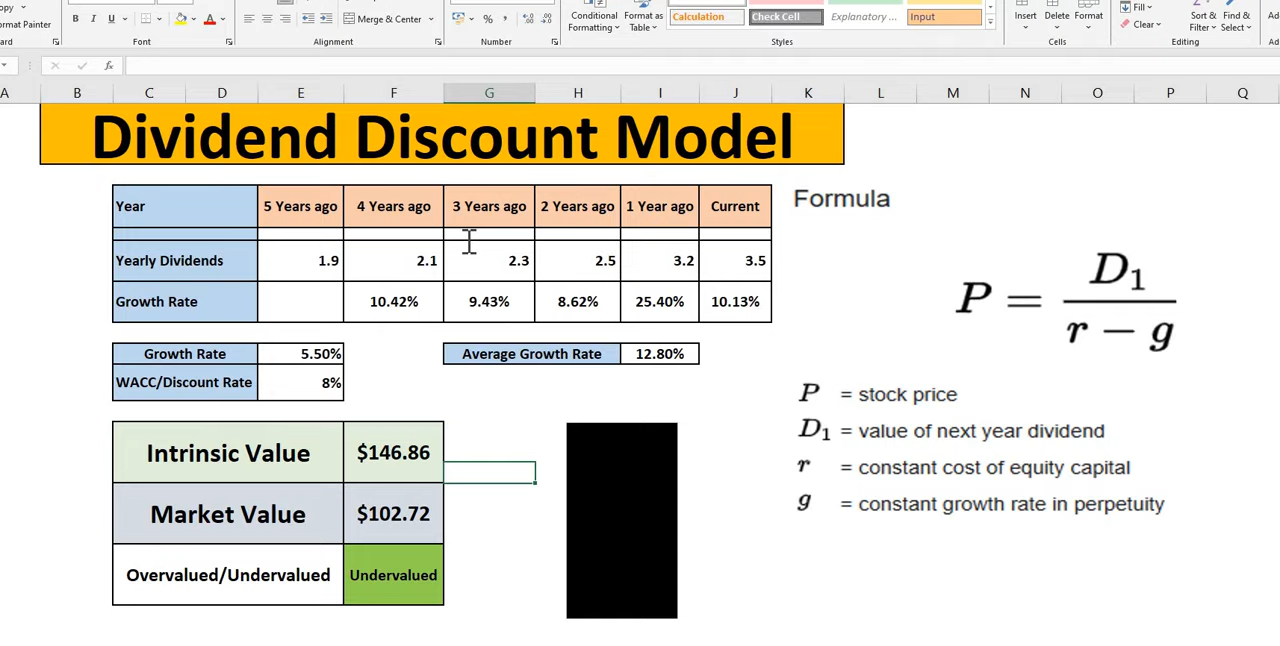 opy
ormat Painter
ard
B I U A
Font
Merge & Center
Alignment
% ,
Number
Conditional Formatting
Format as Table
Calculation
Check Cell
Explanatory ...
Input
Styles
Insert
Delete
Format
Cells
Fill
Clear
Sort & Filter
Find & Select
Editing
Ad
fx
A B C D E F G H I J K L M N O P Q
Dividend Discount Model
Year 5 Years ago 4 Years ago 3 Years ago 2 Years ago 1 Year ago Current
Yearly Dividends 1.9 2.1 2.3 2.5 3.2 3.5
Growth Rate 10.42% 9.43% 8.62% 25.40% 10.13%
Growth Rate 5.50% Average Growth Rate 12.80%
WACC/Discount Rate 8%
Intrinsic Value $146.86
Market Value $102.72
Overvalued/Undervalued Undervalued
Formula
P = D₁ / r − g
P = stock price
D₁ = value of next year dividend
r = constant cost of equity capital
g = constant growth rate in perpetuity